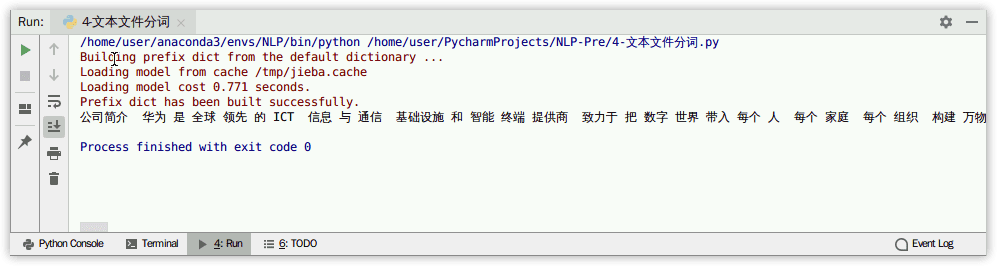 Run: 4-文本文件分词
/home/user/anaconda3/envs/NLP/bin/python /home/user/PycharmProjects/NLP-Pre/4-文本文件分词.py
Building prefix dict from the default dictionary ...
Loading model from cache /tmp/jieba.cache
Loading model cost 0.771 seconds.
Prefix dict has been built successfully.
公司简介 华为 是 全球 领先 的 ICT 信息 与 通信 基础设施 和 智能 终端 提供商 致力于 把 数字 世界 带入 每个 人 每个 家庭 每个 组织 构建 万物
Process finished with exit code 0
Python Console Terminal 4: Run 6: TODO Event Log